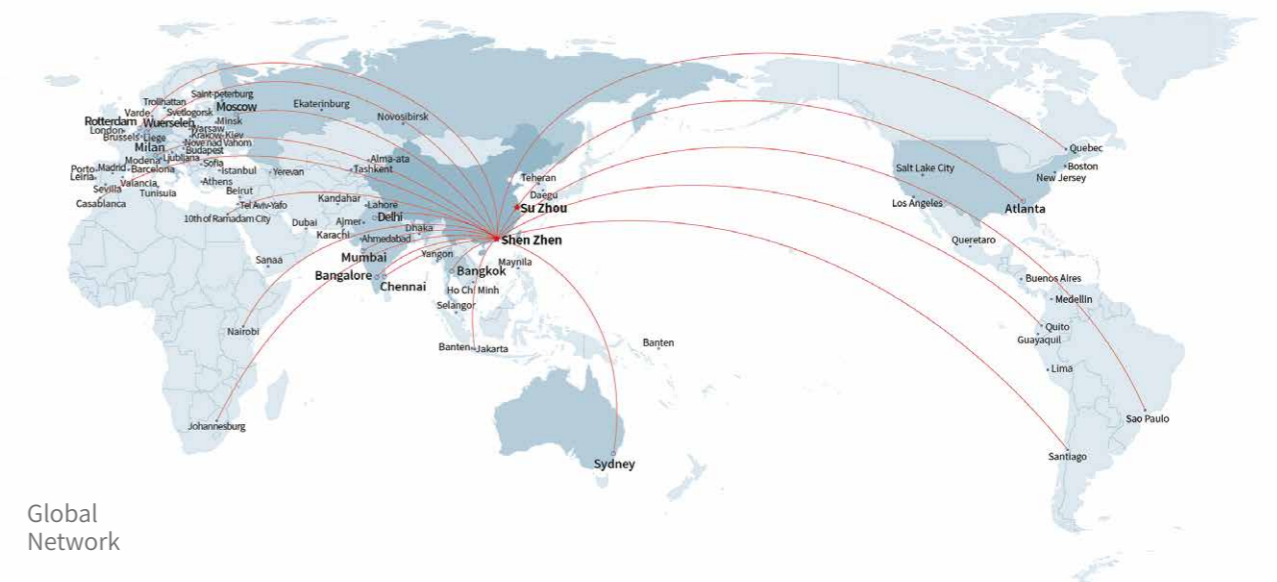 Saint-peterburg
Trollhattan
Moscow
Varde
Svetlogorsk
Ekaterinburg
Rotterdam
Wuerselen
Minsk
Novosibirsk
London
Warsaw
Brussels
Liege
Krakow
Kiev
Milan
Nove nad Vahom
Budapest
Modena
Ljubliana
Sofia
Alma-ata
Porto
Madrid
Barcelona
Istanbul
Yerevan
Tashkent
Leiria
Valancia,
Athens
Sevilla
Tunisuia
Beirut
Casablanca
Tel Aviv-Yafo
Kandahar
Lahore
10th of Ramadam City
Dubai
Ajmer
Delhi
Karachi
Dhaka
Ahmedabad
Sanaa
Mumbai
Yangon
Bangalore
Chennai
Bangkok
Maynila
Ho Chi Minh
Selangor
Teheran
Daegu
Su Zhou
Shen Zhen
Nairobi
Banten
Jakarta
Banten
Johannesburg
Sydney
Quebec
Boston
New Jersey
Salt Lake City
Los Angeles
Atlanta
Queretaro
Buenos Aires
Medellin
Quito
Guayaquil
Lima
Sao Paulo
Santiago
Global
Network